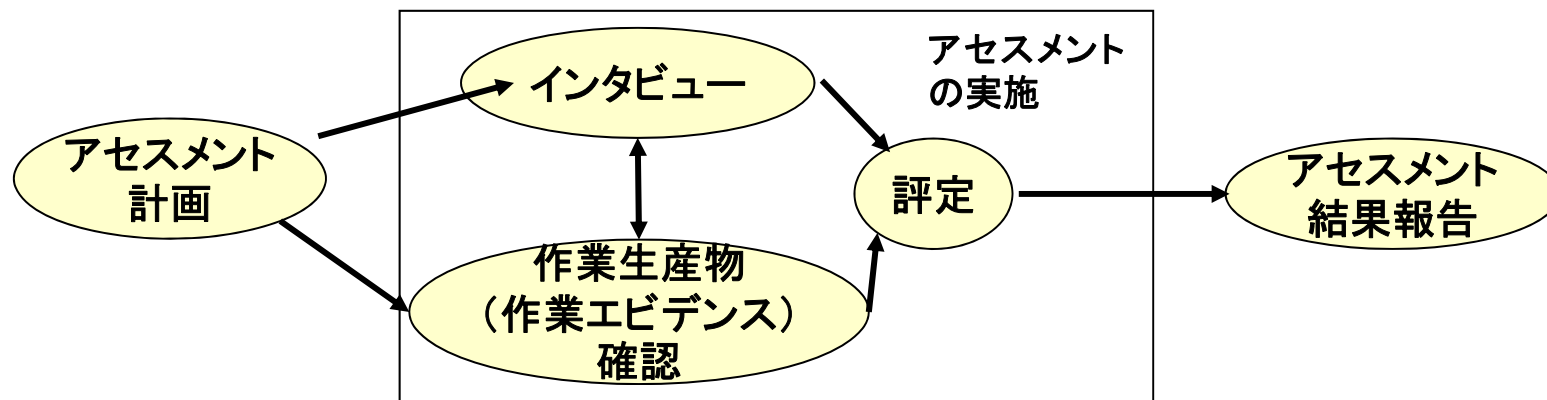 アセスメント
計画
インタビュー
作業生産物
（作業エビデンス）
確認
アセスメント
の実施
評定
アセスメント
結果報告